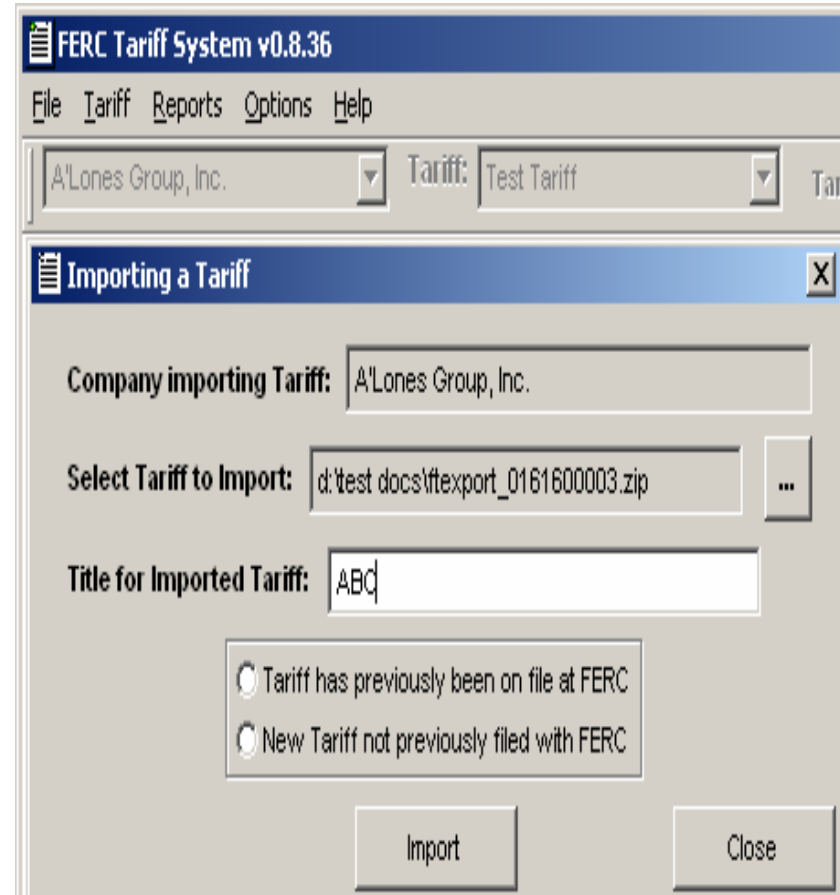 FERC Tariff System v0.8.36
File Tariff Reports Options Help
A'Lones Group, Inc. Tariff: Test Tariff
Importing a Tariff
Company importing Tariff: A'Lones Group, Inc.
Select Tariff to Import: d:\test docs\ftexport_0161600003.zip ...
Title for Imported Tariff: ABC
Tariff has previously been on file at FERC
New Tariff not previously filed with FERC
Import Close